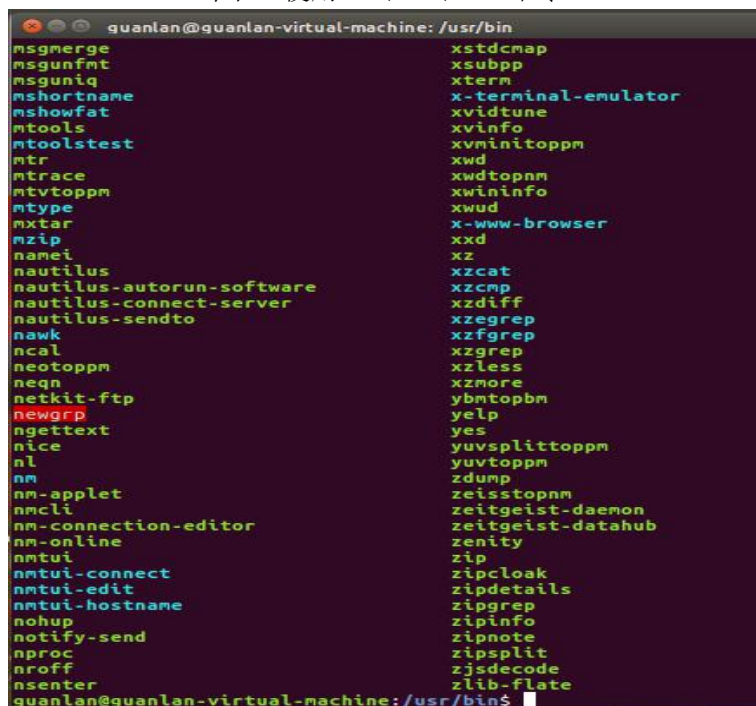 guanlan@guanlan-virtual-machine: /usr/bin
msgmerge xstdcmap
msgunfmt xsubpp
msguniq xterm
mshortname x-terminal-emulator
mshowfat xvidtune
mtools xvinfo
mtoolstest xvminitoppm
mtr xwd
mtrace xwdtopnm
mtvtoppm xwininfo
mtype xwud
mxtar x-www-browser
mzip xxd
namei xz
nautilus xzcat
nautilus-autorun-software xzcmp
nautilus-connect-server xzdiff
nautilus-sendto xzegrep
nawk xzfgrep
ncal xzgrep
neotoppm xzless
neqn xzmore
netkit-ftp ybmtopbm
newgrp yelp
ngettext yes
nice yuvsplittoppm
nl yuvtoppm
nm zdump
nm-applet zeisstopnm
nmcli zeitgeist-daemon
nm-connection-editor zeitgeist-datahub
nm-online zenity
nmtui zip
nmtui-connect zipcloak
nmtui-edit zipdetails
nmtui-hostname zipgrep
nohup zipinfo
notify-send zipnote
nproc zipsplit
nroff zjsdecode
nsenter zlib-flate
guanlan@guanlan-virtual-machine:/usr/bin$